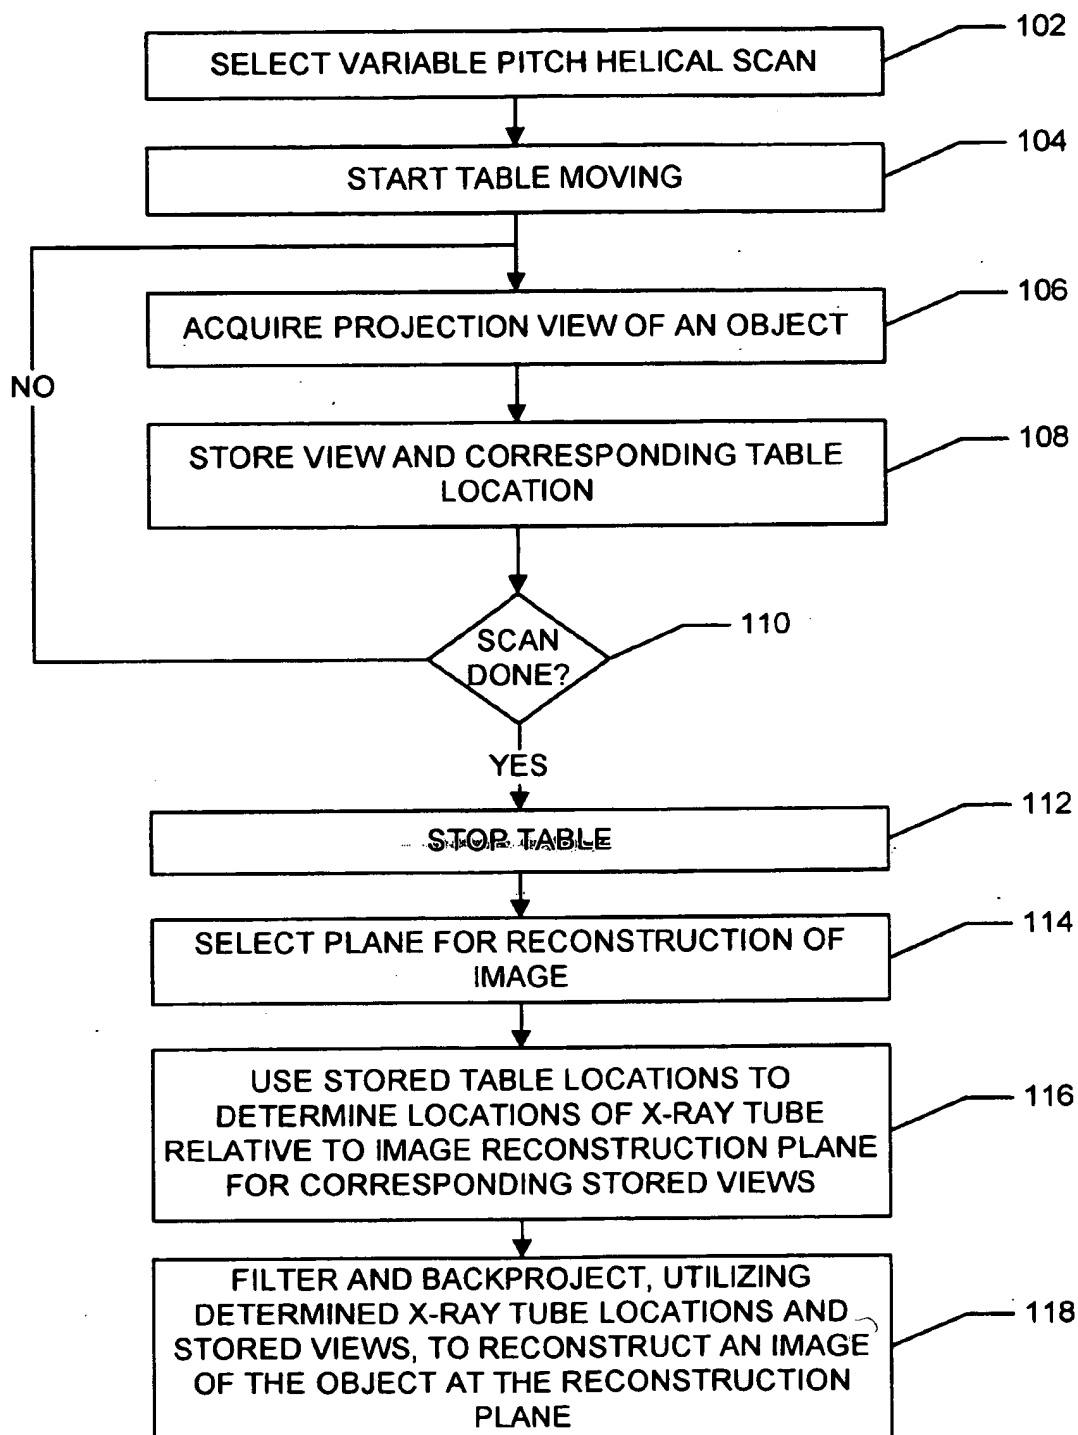 102
SELECT VARIABLE PITCH HELICAL SCAN
104
START TABLE MOVING
106
ACQUIRE PROJECTION VIEW OF AN OBJECT
NO
108
STORE VIEW AND CORRESPONDING TABLE
LOCATION
110
SCAN
DONE?
YES
112
STOP TABLE
114
SELECT PLANE FOR RECONSTRUCTION OF
IMAGE
116
USE STORED TABLE LOCATIONS TO
DETERMINE LOCATIONS OF X-RAY TUBE
RELATIVE TO IMAGE RECONSTRUCTION PLANE
FOR CORRESPONDING STORED VIEWS
118
FILTER AND BACKPROJECT, UTILIZING
DETERMINED X-RAY TUBE LOCATIONS AND
STORED VIEWS, TO RECONSTRUCT AN IMAGE
OF THE OBJECT AT THE RECONSTRUCTION
PLANE